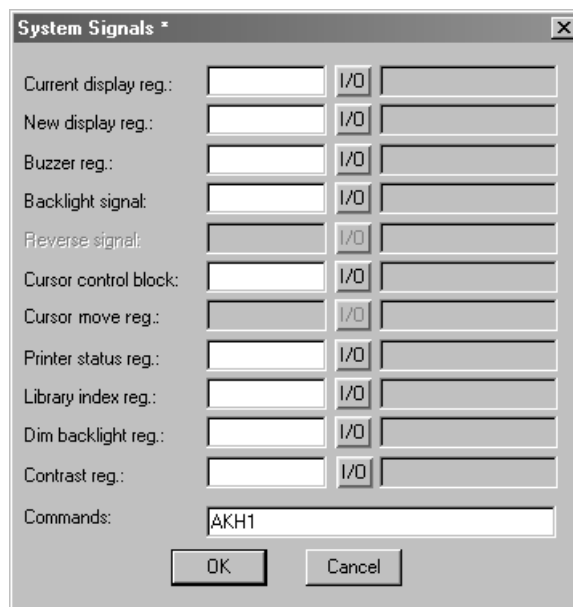 System Signals *
Current display reg.: I/O
New display reg.: I/O
Buzzer reg.: I/O
Backlight signal: I/O
Reverse signal: I/O
Cursor control block: I/O
Cursor move reg.: I/O
Printer status reg.: I/O
Library index reg.: I/O
Dim backlight reg.: I/O
Contrast reg.: I/O
Commands: AKH1
OK Cancel